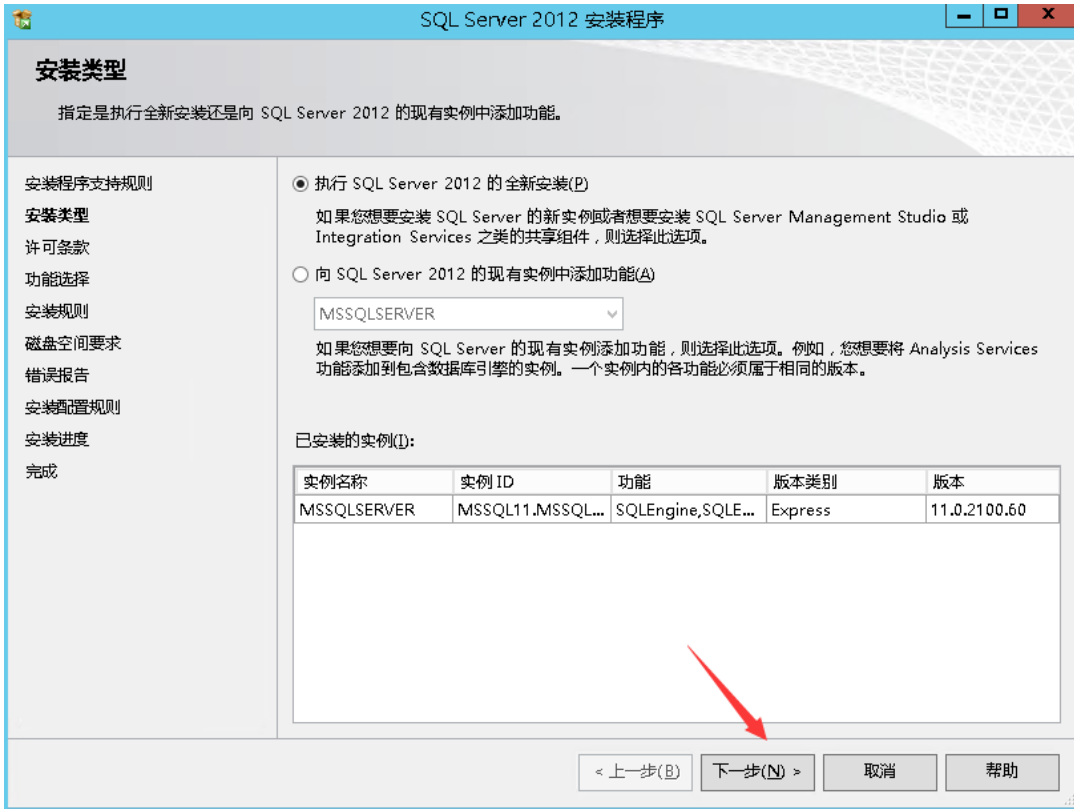 SQL Server 2012 安装程序
安装类型
指定是执行全新安装还是向 SQL Server 2012 的现有实例中添加功能。
安装程序支持规则
安装类型
许可条款
功能选择
安装规则
磁盘空间要求
错误报告
安装配置规则
安装进度
完成
执行 SQL Server 2012 的全新安装(P)
如果您想要安装 SQL Server 的新实例或者想要安装 SQL Server Management Studio 或
Integration Services 之类的共享组件，则选择此选项。
向 SQL Server 2012 的现有实例中添加功能(A)
MSSQLSERVER
如果您想要向 SQL Server 的现有实例添加功能，则选择此选项。例如，您想要将 Analysis Services
功能添加到包含数据库引擎的实例。一个实例内的各功能必须属于相同的版本。
已安装的实例(I):
实例名称 实例 ID 功能 版本类别 版本
MSSQLSERVER MSSQL11.MSSQL... SQLEngine,SQLE... Express 11.0.2100.60
< 上一步(B) 下一步(N) > 取消 帮助